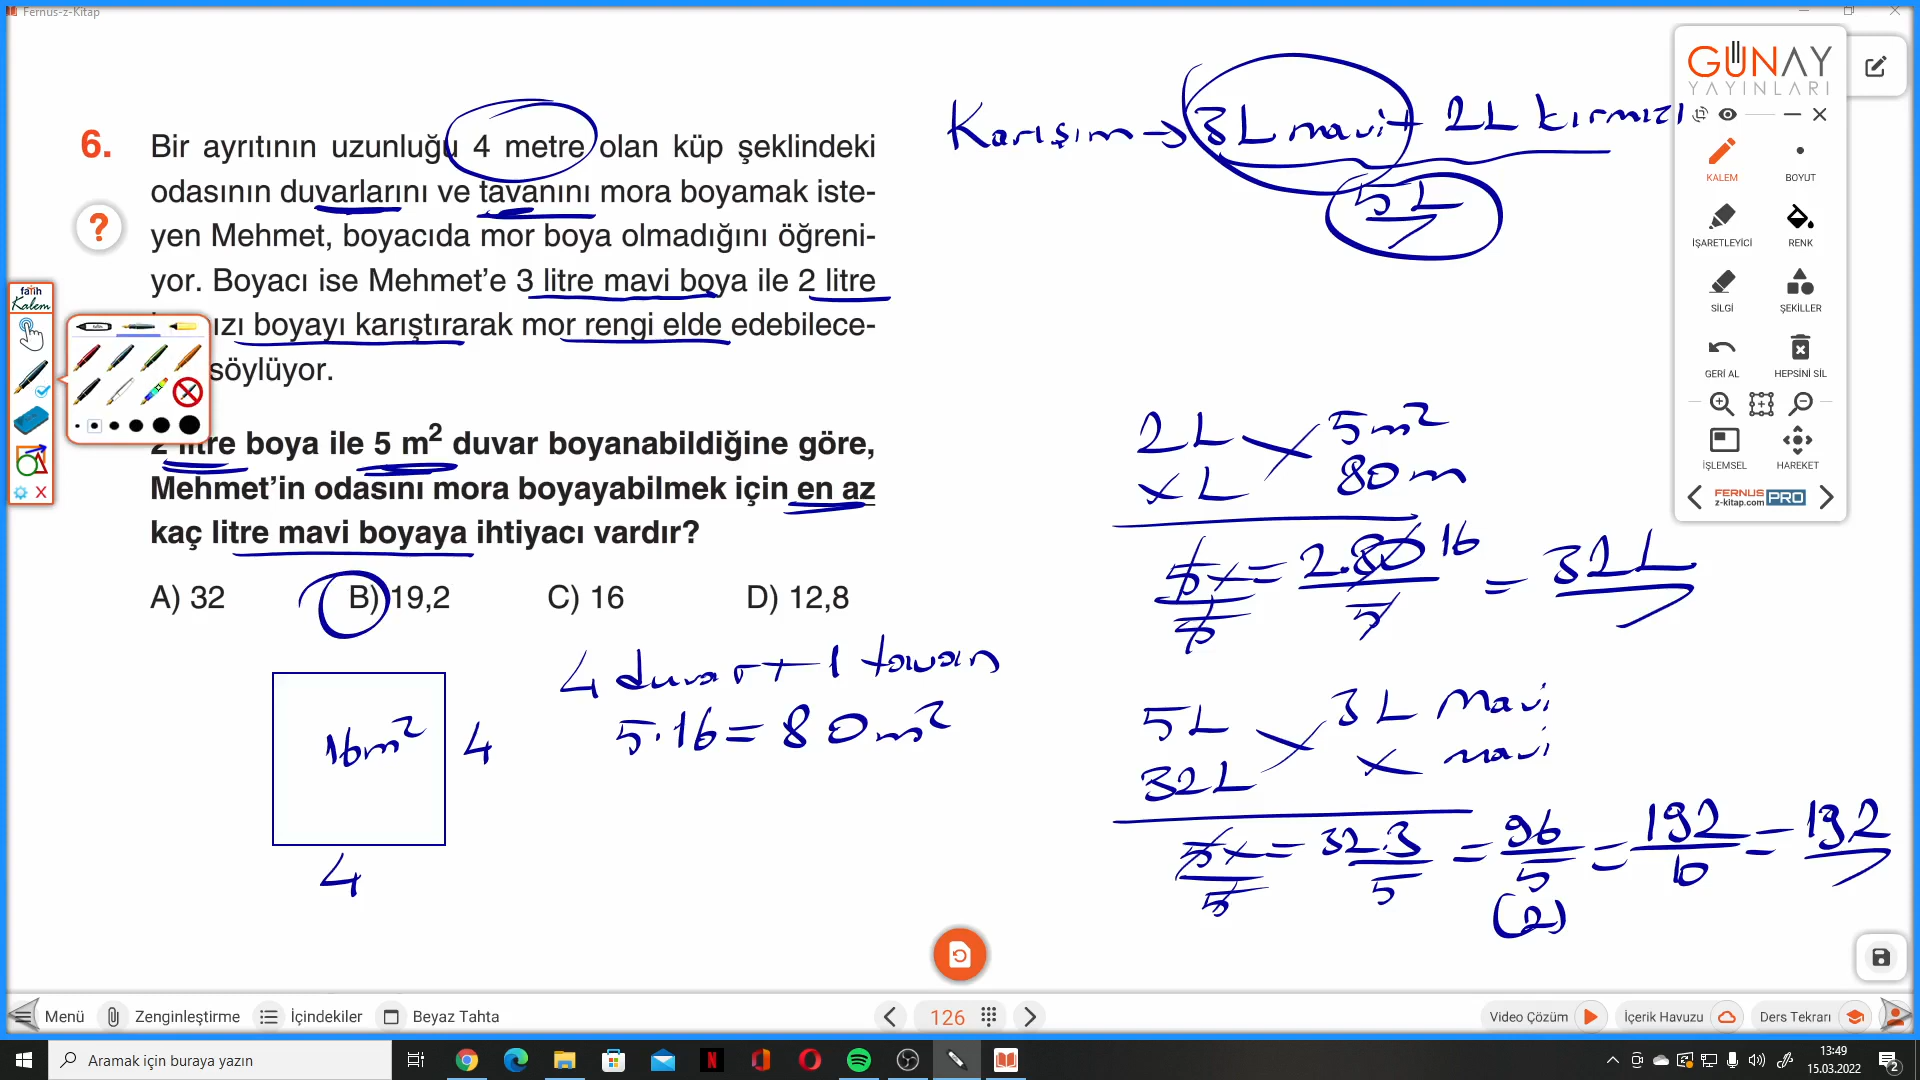 Fernus-z-Kitap
6. Bir ayrıtının uzunluğu 4 metre olan küp şeklindeki
odasının duvarlarını ve tavanını mora boyamak iste-
yen Mehmet, boyacıda mor boya olmadığını öğreni-
yor. Boyacı ise Mehmet'e 3 litre mavi boya ile 2 litre
zı boyayı karıştırarak mor rengi elde edebilece-
söylüyor.
2 litre boya ile 5 m² duvar boyanabildiğine göre,
Mehmet'in odasını mora boyayabilmek için en az
kaç litre mavi boyaya ihtiyacı vardır?
A) 32 B) 19,2 C) 16 D) 12,8
16m² 4
4
4 duvar + 1 tavan
5.16 = 80m²
Karışım → 3L mavi + 2L kırmızı
5L
2L 5m²
x L 80m
5x/5 = 2.80/5 16 = 32L
5L 3L Mavi
32L x mavi
5x/5 = 32.3/5 = 96/5 = 192/10 = 19,2
(2)
fatih
Kalem
GÜNAY
YAYINLARI
KALEM BOYUT
İŞARETLEYİCİ RENK
SİLGİ ŞEKİLLER
GERİ AL HEPSİNİ SİL
İŞLEMSEL HAREKET
FERNUS PRO
z-kitap.com
Menü Zenginleştirme İçindekiler Beyaz Tahta 126 Video Çözüm İçerik Havuzu Ders Tekrarı
Aramak için buraya yazın
13:49
15.03.2022
2